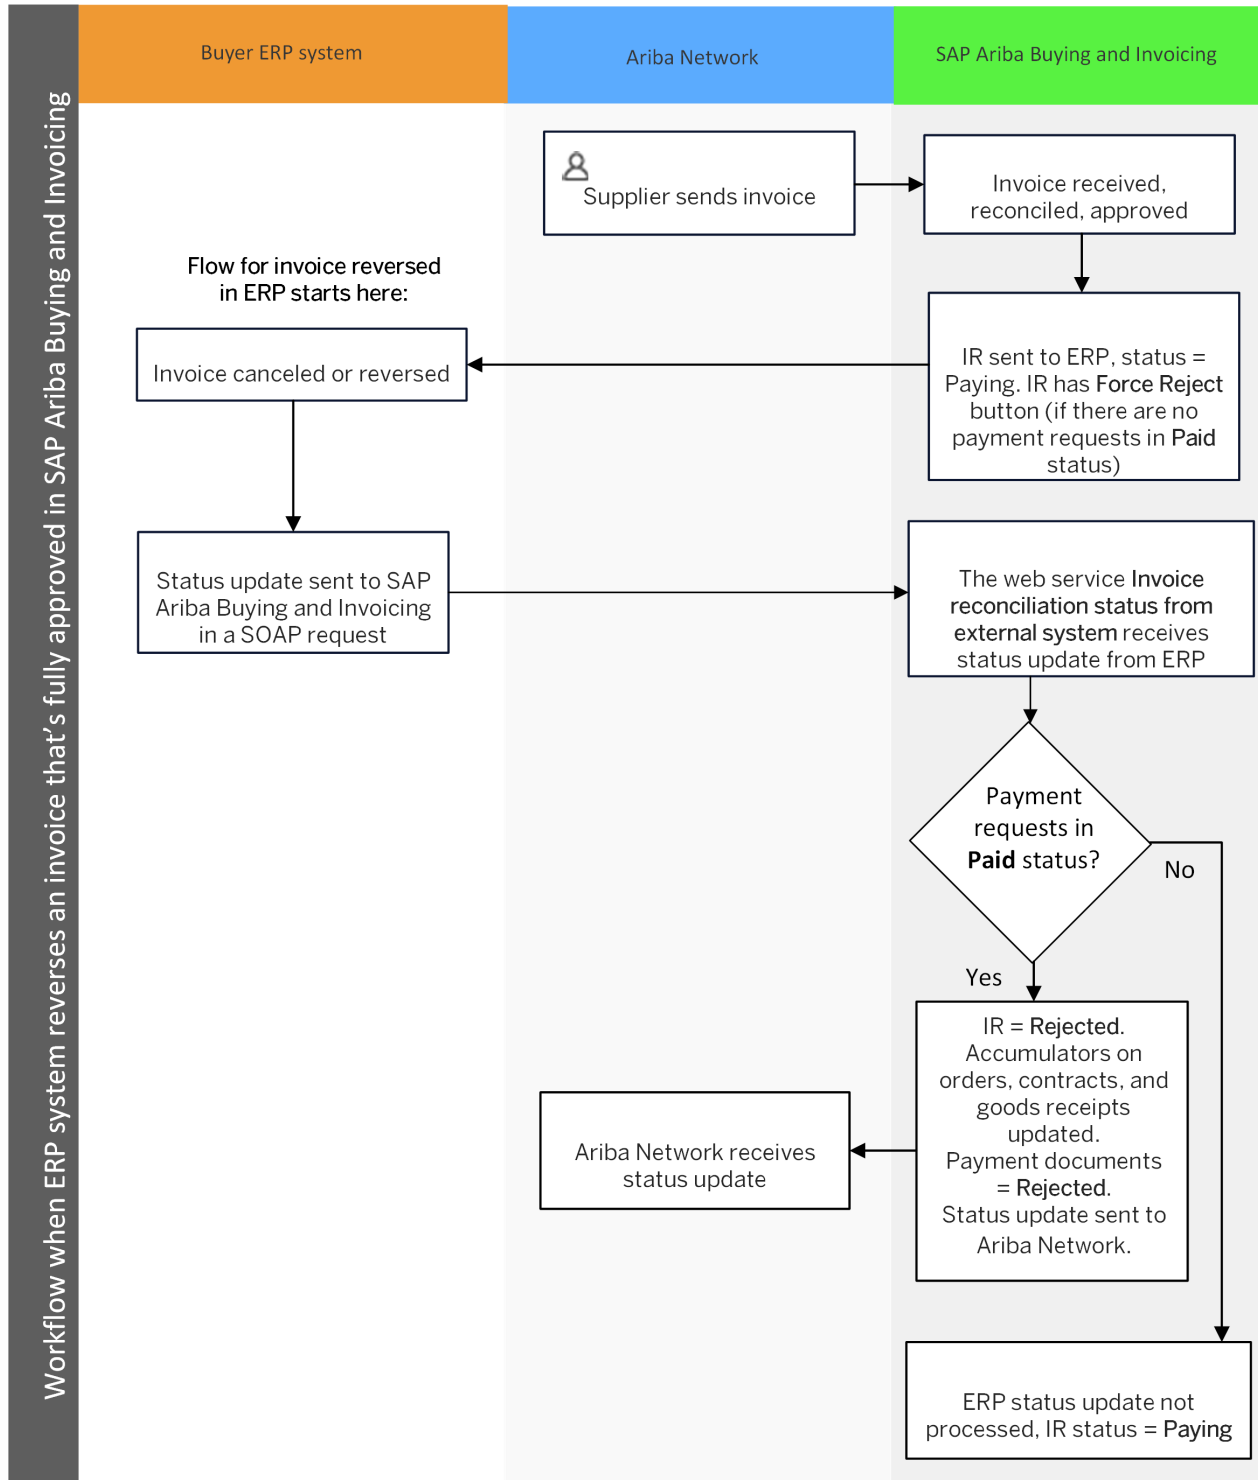 Workflow when ERP system reverses an invoice that’s fully approved in SAP Ariba Buying and Invoicing
Buyer ERP system
Ariba Network
SAP Ariba Buying and Invoicing
Supplier sends invoice
Invoice received,
reconciled, approved
Flow for invoice reversed
in ERP starts here:
IR sent to ERP, status =
Paying. IR has Force Reject
button (if there are no
payment requests in Paid
status)
Invoice canceled or reversed
Status update sent to SAP
Ariba Buying and Invoicing
in a SOAP request
The web service Invoice
reconciliation status from
external system receives
status update from ERP
Payment
requests in
Paid status?
No
Yes
IR = Rejected.
Accumulators on
orders, contracts, and
goods receipts
updated.
Payment documents
= Rejected.
Status update sent to
Ariba Network.
Ariba Network receives
status update
ERP status update not
processed, IR status = Paying